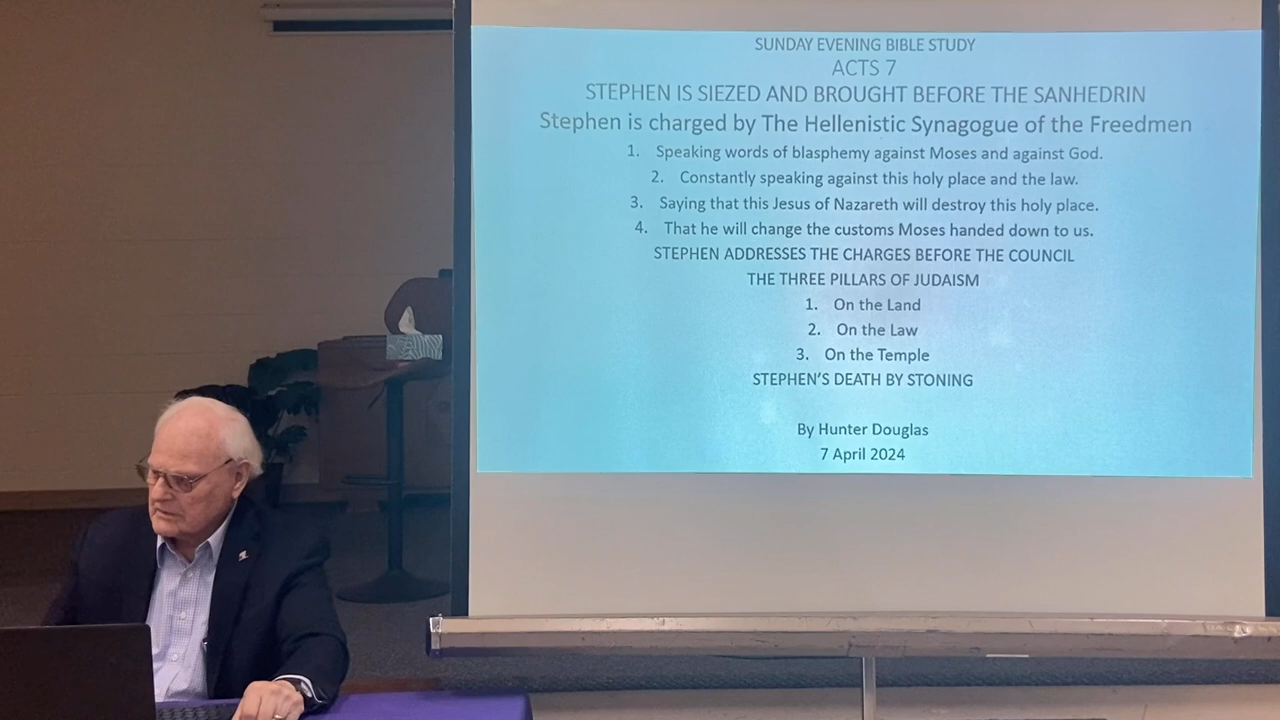 SUNDAY EVENING BIBLE STUDY
ACTS 7
STEPHEN IS SIEZED AND BROUGHT BEFORE THE SANHEDRIN
Stephen is charged by The Hellenistic Synagogue of the Freedmen
1. Speaking words of blasphemy against Moses and against God.
2. Constantly speaking against this holy place and the law.
3. Saying that this Jesus of Nazareth will destroy this holy place.
4. That he will change the customs Moses handed down to us.
STEPHEN ADDRESSES THE CHARGES BEFORE THE COUNCIL
THE THREE PILLARS OF JUDAISM
1. On the Land
2. On the Law
3. On the Temple
STEPHEN'S DEATH BY STONING
By Hunter Douglas
7 April 2024